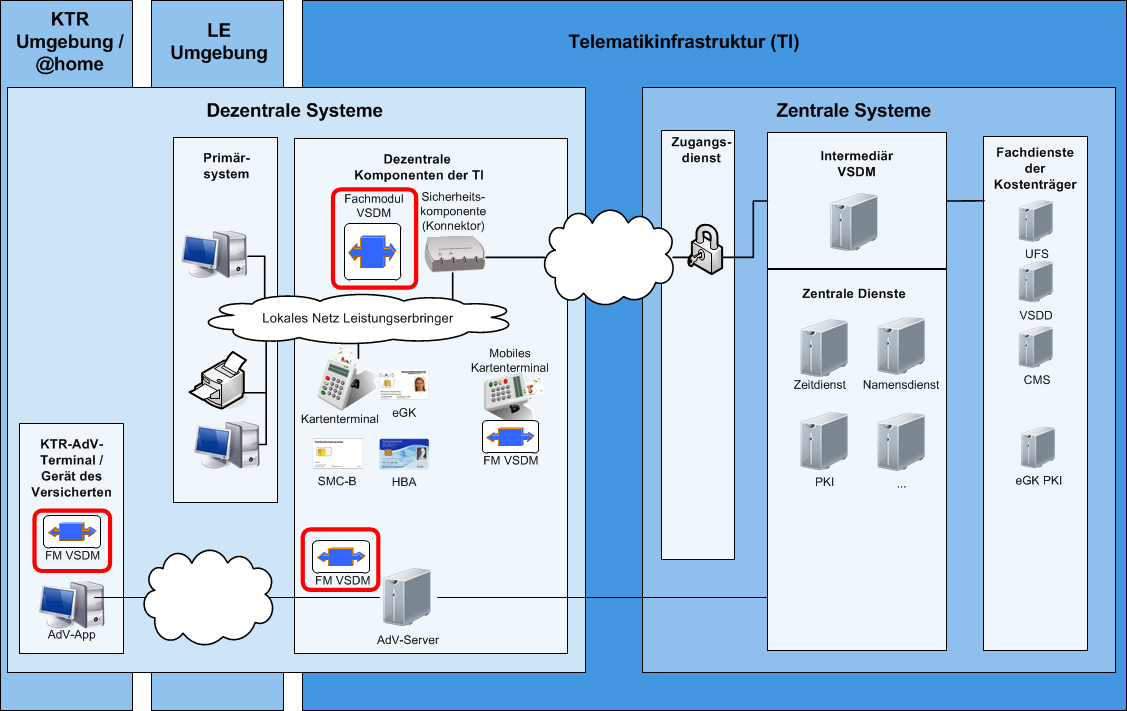 KTR
Umgebung /
@home
LE
Umgebung
Telematikinfrastruktur (TI)
Dezentrale Systeme
Zentrale Systeme
Primär-
system
Dezentrale
Komponenten der TI
Fachmodul
VSDM
Sicherheits-
komponente
(Konnektor)
Lokales Netz Leistungserbringer
Kartenterminal
eGK
Mobiles
Kartenterminal
FM VSDM
SMC-B
HBA
KTR-AdV-
Terminal /
Gerät des
Versicherten
FM VSDM
AdV-App
FM VSDM
AdV-Server
Zugangs-
dienst
Intermediär
VSDM
Zentrale Dienste
Zeitdienst
Namensdienst
PKI
...
Fachdienste
der
Kostenträger
UFS
VSDD
CMS
eGK PKI